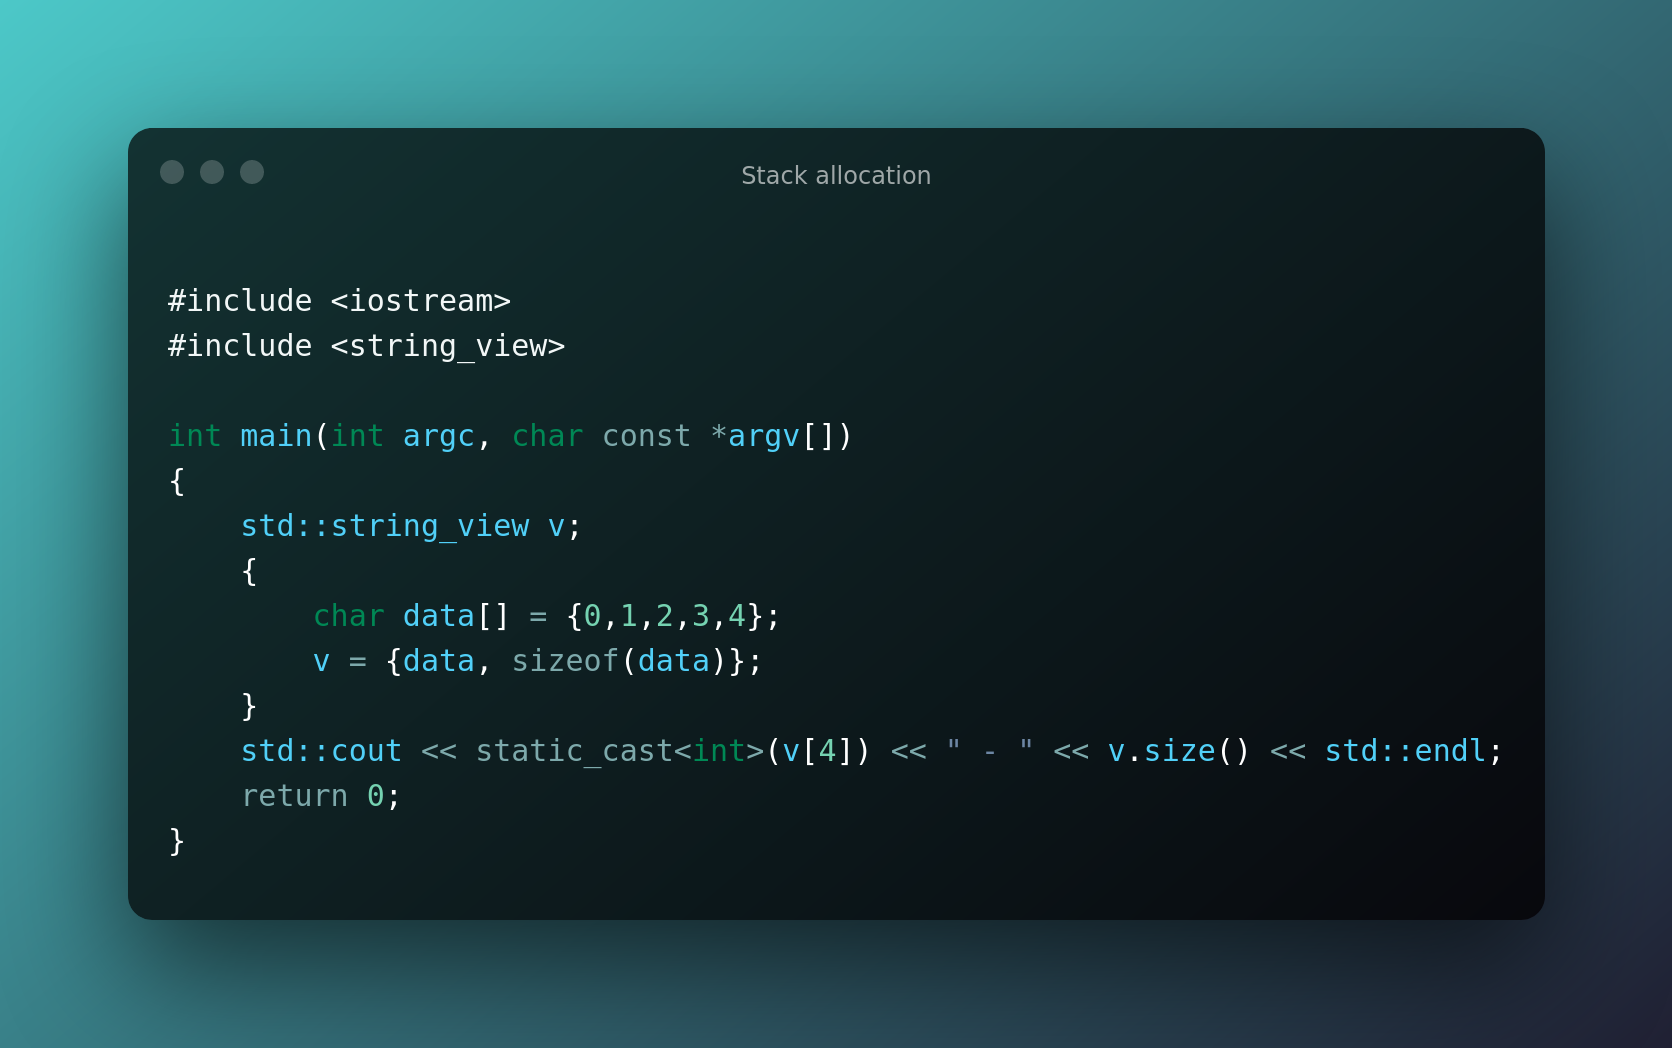 Stack allocation
#include <iostream>
#include <string_view>
int main(int argc, char const *argv[])
{
    std::string_view v;
    {
        char data[] = {0,1,2,3,4};
        v = {data, sizeof(data)};
    }
    std::cout << static_cast<int>(v[4]) << " - " << v.size() << std::endl;
    return 0;
}